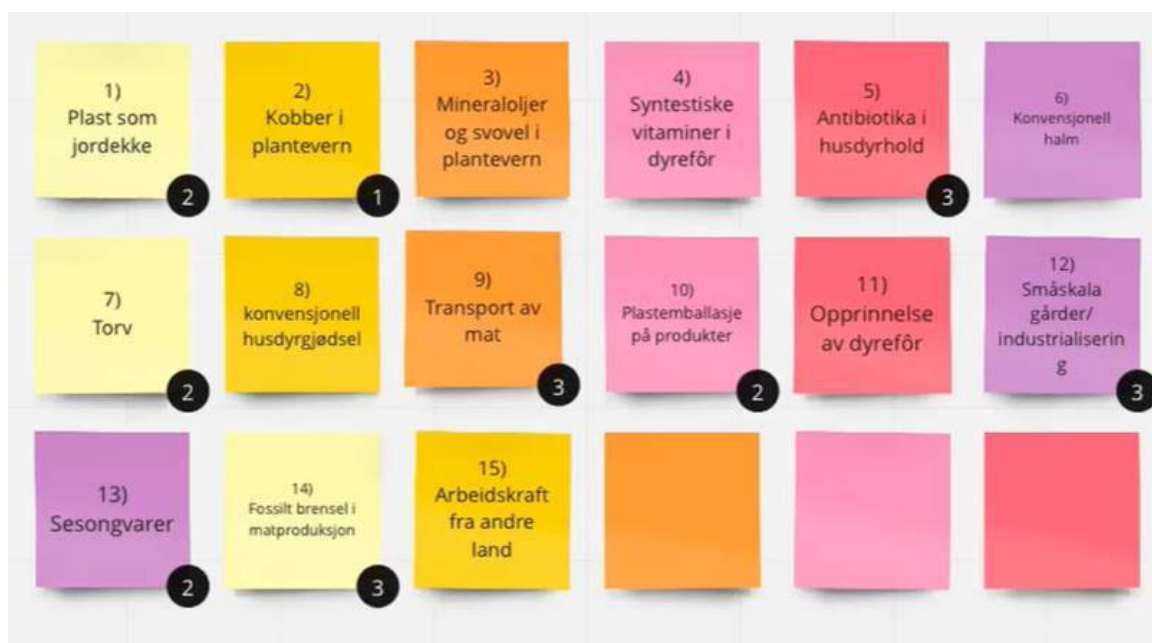 1)
Plast som
jordekke
2
2)
Kobber i
plantevern
1
3)
Mineraloljer
og svovel i
plantevern
4)
Syntestiske
vitaminer i
dyrefôr
5)
Antibiotika i
husdyrhold
3
6)
Konvensjonell
halm
7)
Torv
2
8)
konvensjonell
husdyrgjødsel
9)
Transport av
mat
3
10)
Plastemballasje
på produkter
2
11)
Opprinnelse
av dyrefôr
12)
Småskala
gårder/
industrialiserin
g
3
13)
Sesongvarer
2
14)
Fossilt brensel i
matproduksjon
3
15)
Arbeidskraft
fra andre
land